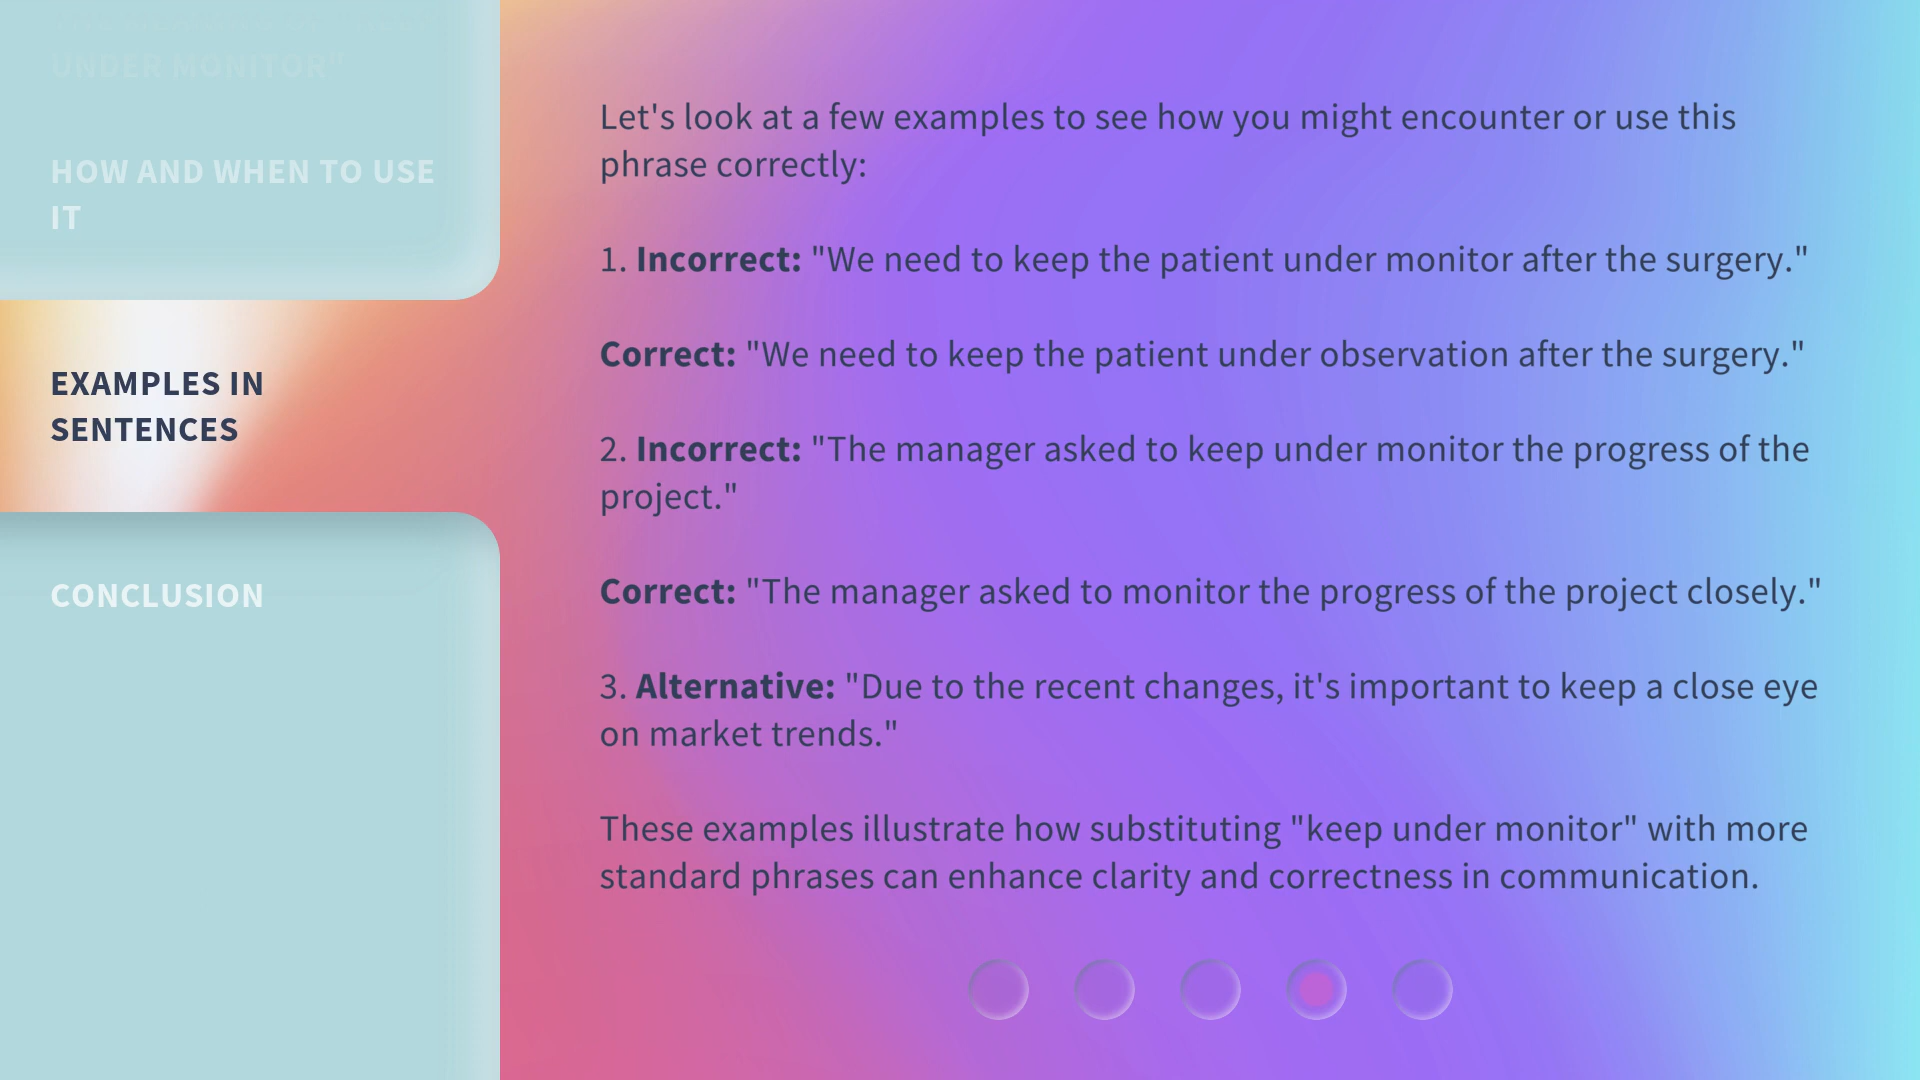 UNDER MONITOR"
HOW AND WHEN TO USE
IT
EXAMPLES IN
SENTENCES
CONCLUSION
Let's look at a few examples to see how you might encounter or use this
phrase correctly:
1. Incorrect: "We need to keep the patient under monitor after the surgery."
Correct: "We need to keep the patient under observation after the surgery."
2. Incorrect: "The manager asked to keep under monitor the progress of the
project."
Correct: "The manager asked to monitor the progress of the project closely."
3. Alternative: "Due to the recent changes, it's important to keep a close eye
on market trends."
These examples illustrate how substituting "keep under monitor" with more
standard phrases can enhance clarity and correctness in communication.